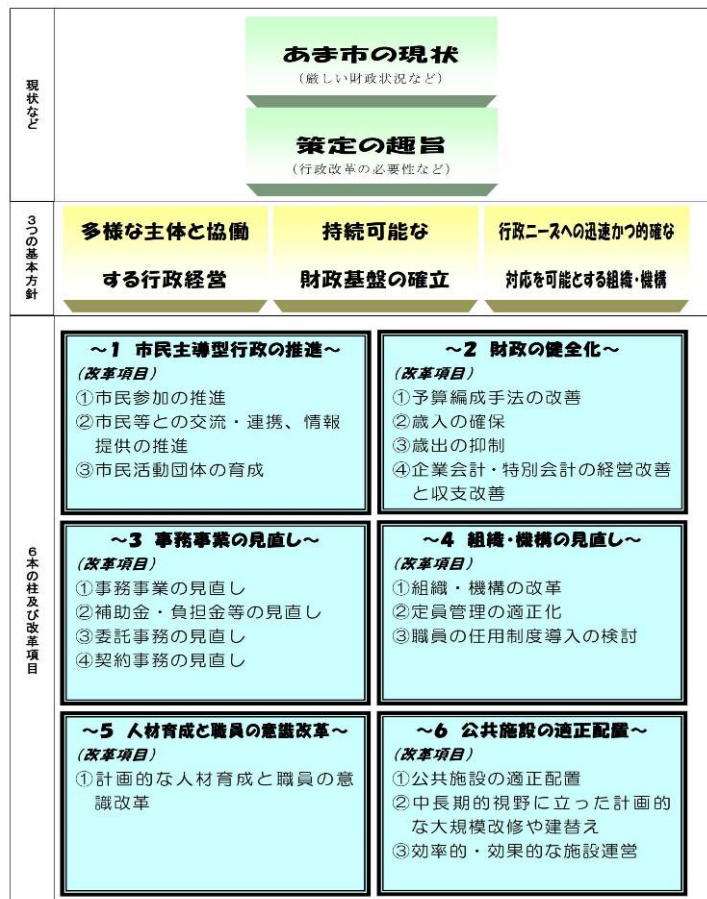 現状など
あま市の現状
(厳しい財政状況など)
策定の趣旨
(行政改革の必要性など)
3つの基本方針
多様な主体と協働
する行政経営
持続可能な
財政基盤の確立
行政ニーズへの迅速かつ的確な
対応を可能とする組織・機構
6本の柱及び改革項目
～1 市民主導型行政の推進～
(改革項目)
①市民参加の推進
②市民等との交流・連携、情報
提供の推進
③市民活動団体の育成
～2 財政の健全化～
(改革項目)
①予算編成手法の改善
②歳入の確保
③歳出の抑制
④企業会計・特別会計の経営改善
と収支改善
～3 事務事業の見直し～
(改革項目)
①事務事業の見直し
②補助金・負担金等の見直し
③委託事務の見直し
④契約事務の見直し
～4 組織・機構の見直し～
(改革項目)
①組織・機構の改革
②定員管理の適正化
③職員の任用制度導入の検討
～5 人材育成と職員の意識改革～
(改革項目)
①計画的な人材育成と職員の意
識改革
～6 公共施設の適正配置～
(改革項目)
①公共施設の適正配置
②中長期的視野に立った計画的
な大規模改修や建替え
③効率的・効果的な施設運営